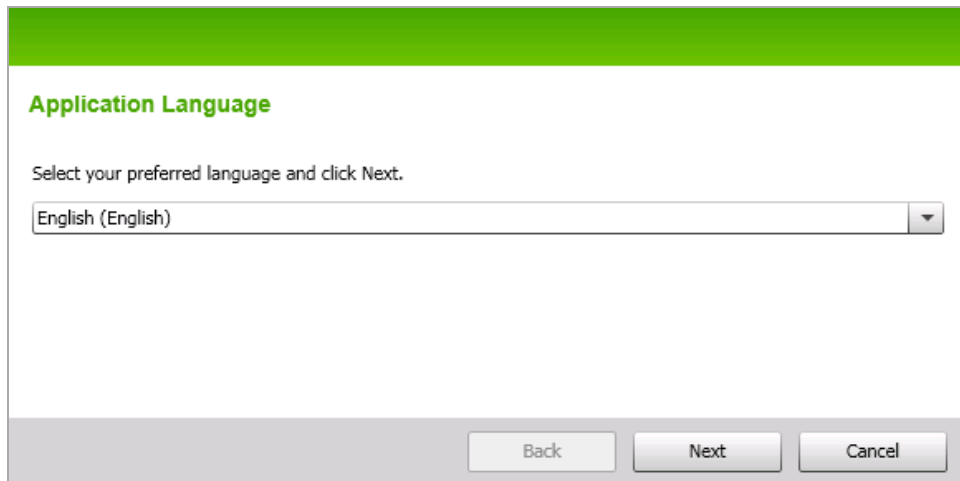 Application Language
Select your preferred language and click Next.
English (English)
Back
Next
Cancel